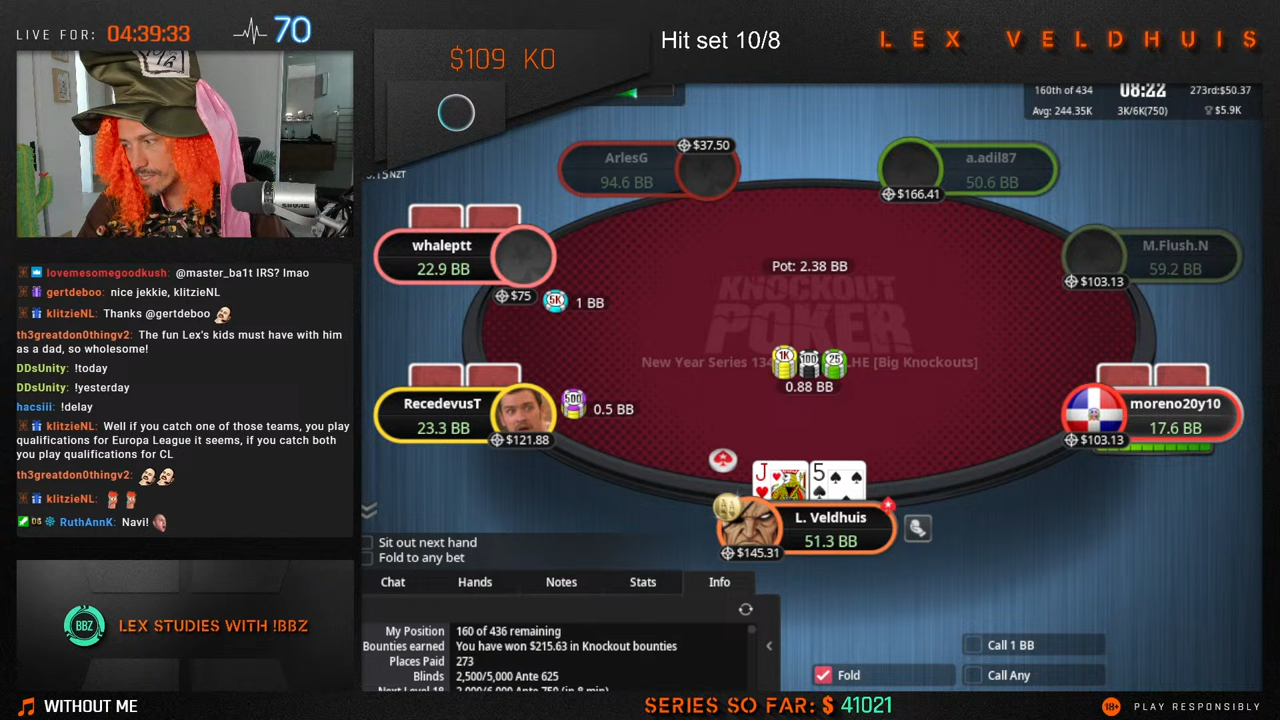 LIVE FOR: 04:39:33
70
$109 KO
Hit set 10/8
LEX VELDHUIS
160th of 434
08:22
273rd:$50.37
Avg: 244.35K
3K/6K(750)
$5.9K
ArlesG
94.6 BB
$37.50
a.adil87
50.6 BB
$166.41
whaleptt
22.9 BB
$75
5K
1 BB
M.Flush.N
59.2 BB
$103.13
Pot: 2.38 BB
KNOCKOUT
POKER
1K 100 25
0.88 BB
RecedevusT
23.3 BB
$121.88
500
0.5 BB
moreno20y10
17.6 BB
$103.13
J 5
L. Veldhuis
51.3 BB
$145.31
SHURE
lovemesomegoodkush: @master_ba1t IRS? lmao
gertdeboo: nice jekkie, klitzieNL
klitzieNL: Thanks @gertdeboo
th3greatdon0thingv2: The fun Lex's kids must have with him
as a dad, so wholesome!
DDsUnity: !today
DDsUnity: !yesterday
hacsiii: !delay
klitzieNL: Well if you catch one of those teams, you play
qualifications for Europa League it seems, if you catch both
you play qualifications for CL
th3greatdon0thingv2:
klitzieNL:
RuthAnnK: Navi!
BBZ
LEX STUDIES WITH !BBZ
Sit out next hand
Fold to any bet
Chat Hands Notes Stats Info
My Position 160 of 436 remaining
Bounties earned You have won $215.63 in Knockout bounties
Places Paid 273
Blinds 2,500/5,000 Ante 625
Call 1 BB
Fold
Call Any
WITHOUT ME
SERIES SO FAR: $ 41021
18+ PLAY RESPONSIBLY